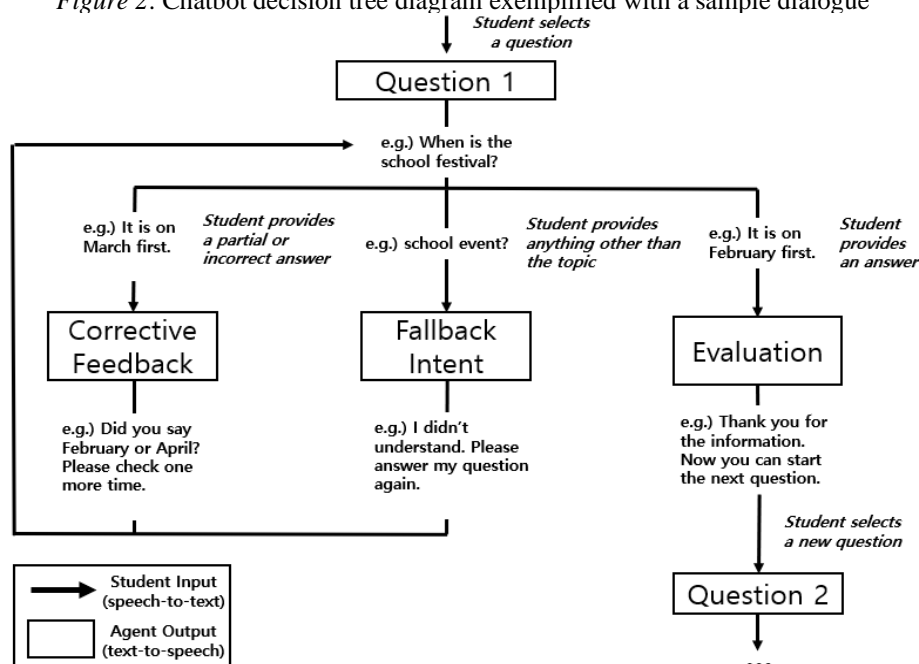 Figure 2. Chatbot decision tree diagram exemplified with a sample dialogue
Student selects
a question
Question 1
e.g.) When is the
school festival?
e.g.) It is on
March first.
Student provides
a partial or
incorrect answer
e.g.) school event?
Student provides
anything other than
the topic
e.g.) It is on
February first.
Student
provides
an answer
Corrective
Feedback
Fallback
Intent
Evaluation
e.g.) Did you say
February or April?
Please check one
more time.
e.g.) I didn't
understand. Please
answer my question
again.
e.g.) Thank you for
the information.
Now you can start
the next question.
Student selects
a new question
Question 2
...
Student Input
(speech-to-text)
Agent Output
(text-to-speech)